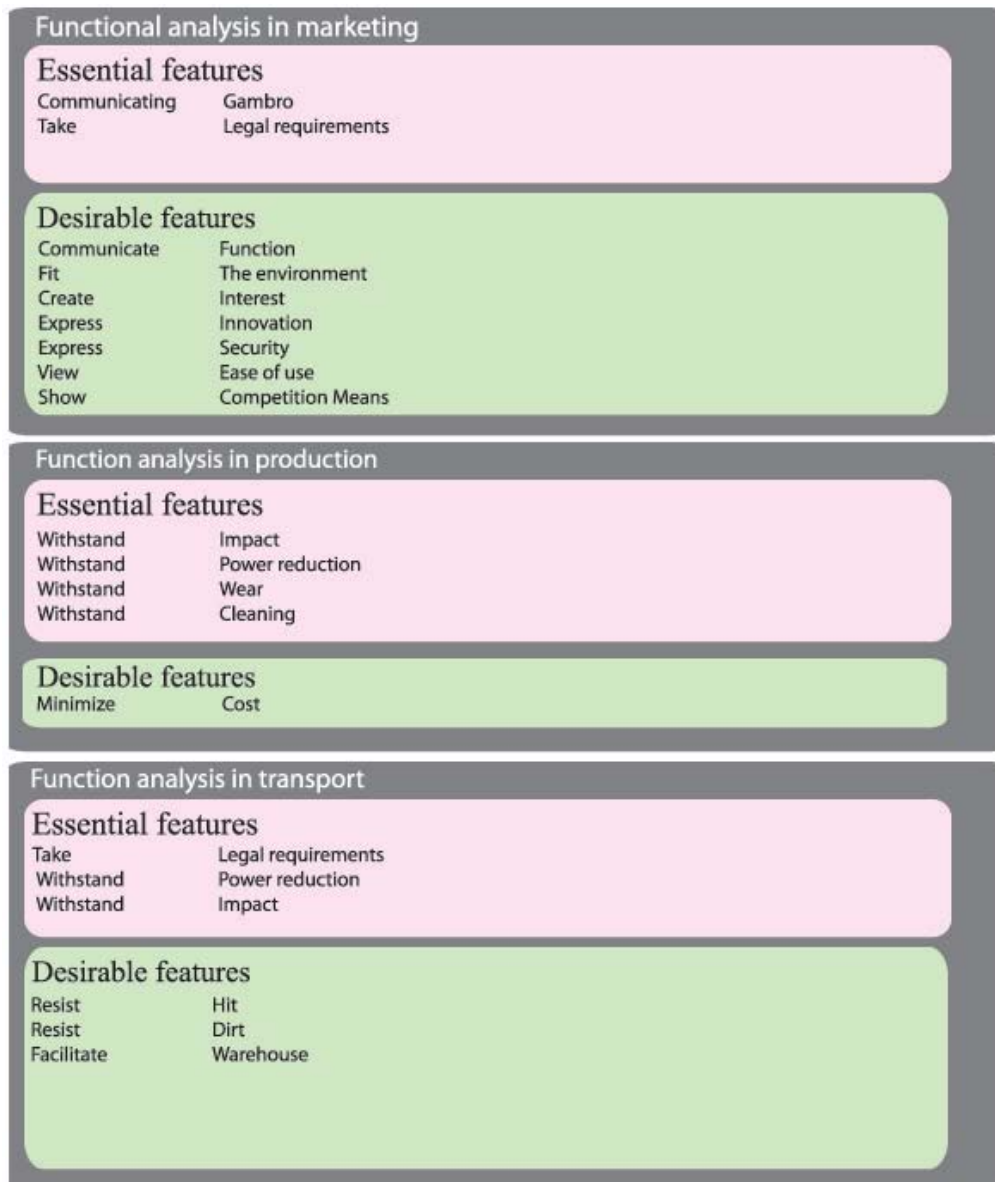 Functional analysis in marketing
Essential features
Communicating Gambro
Take Legal requirements
Desirable features
Communicate Function
Fit The environment
Create Interest
Express Innovation
Express Security
View Ease of use
Show Competition Means
Function analysis in production
Essential features
Withstand Impact
Withstand Power reduction
Withstand Wear
Withstand Cleaning
Desirable features
Minimize Cost
Function analysis in transport
Essential features
Take Legal requirements
Withstand Power reduction
Withstand Impact
Desirable features
Resist Hit
Resist Dirt
Facilitate Warehouse